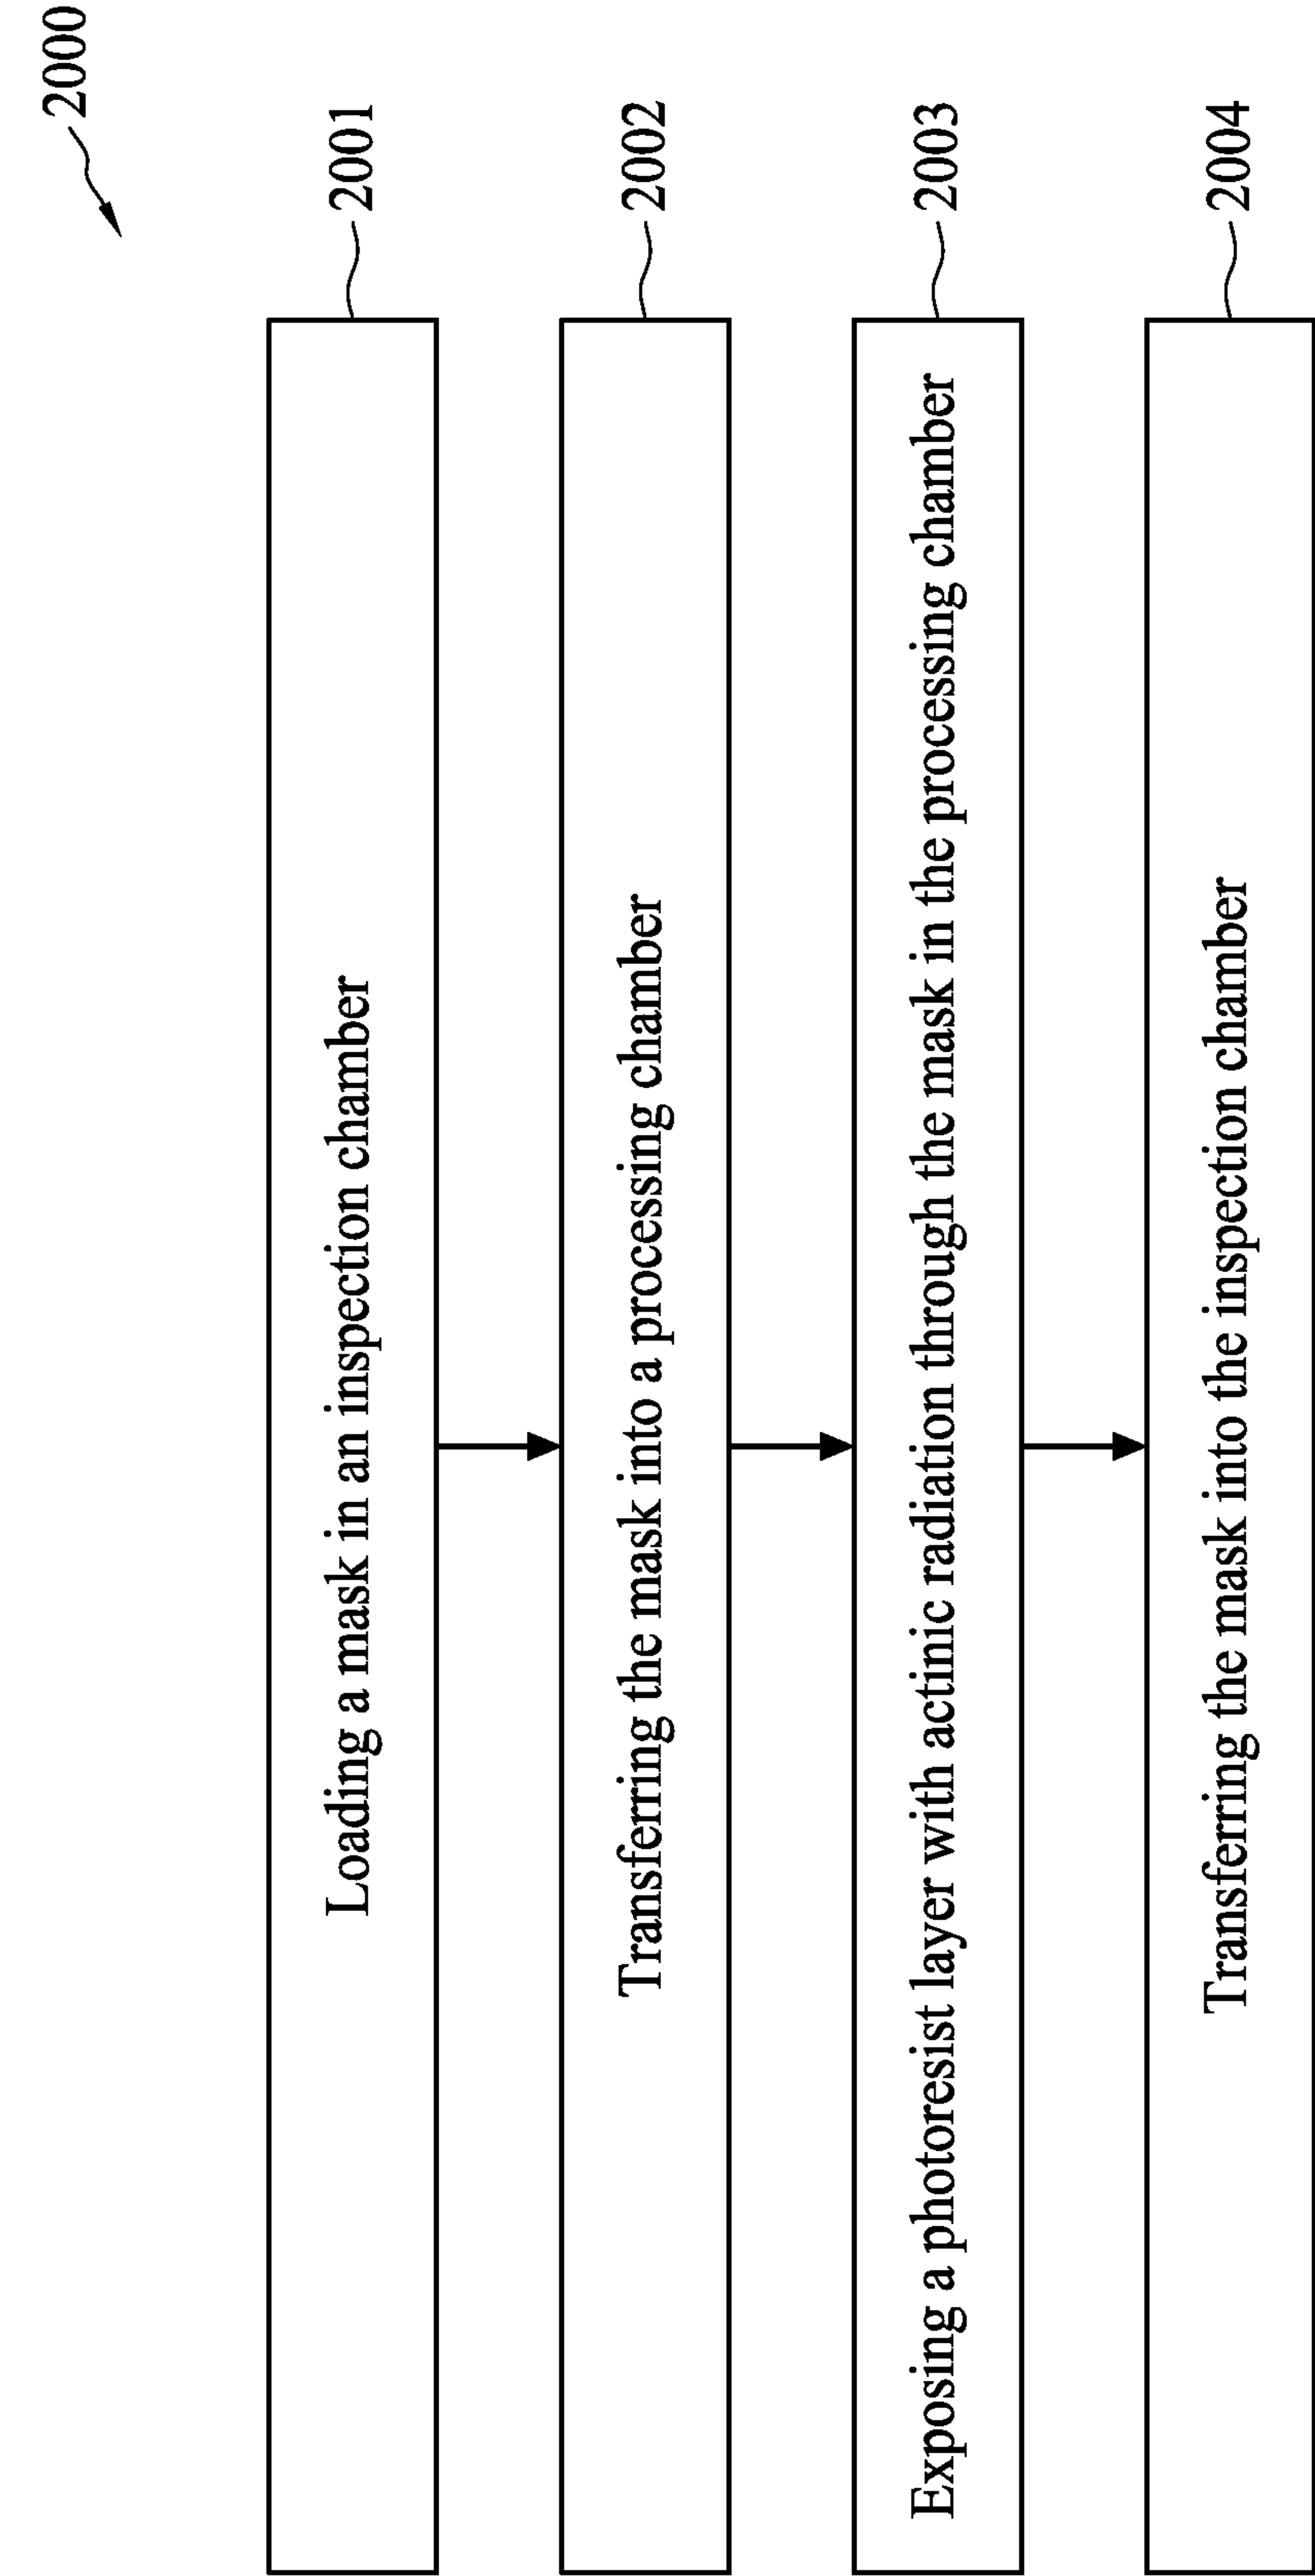 2000
Loading a mask in an inspection chamber
2001
Transferring the mask into a processing chamber
2002
Exposing a photoresist layer with actinic radiation through the mask in the processing chamber
2003
Transferring the mask into the inspection chamber
2004